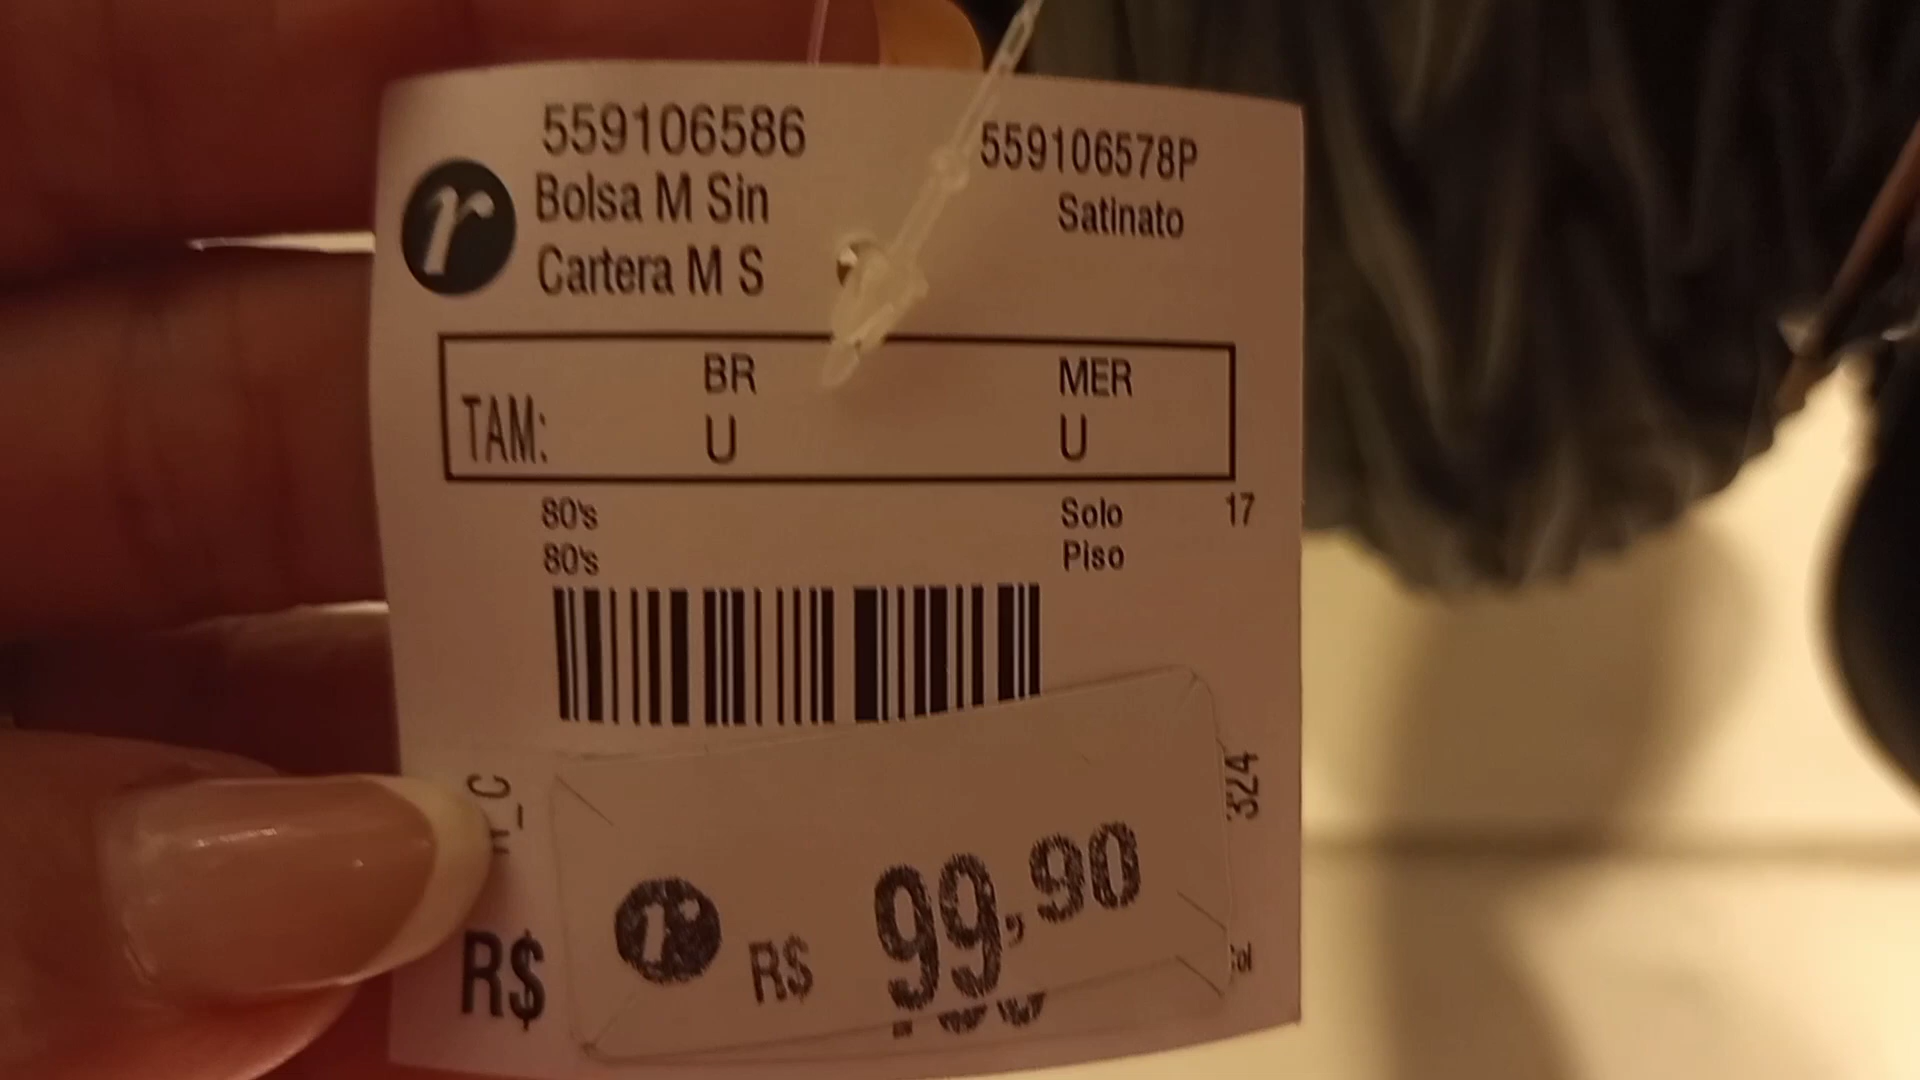 559106586 559106578P
r Bolsa M Sin Satinato
Cartera M S
BR MER
TAM: U U
80's Solo 17
80's Piso
324
R$
r R$ 99,90